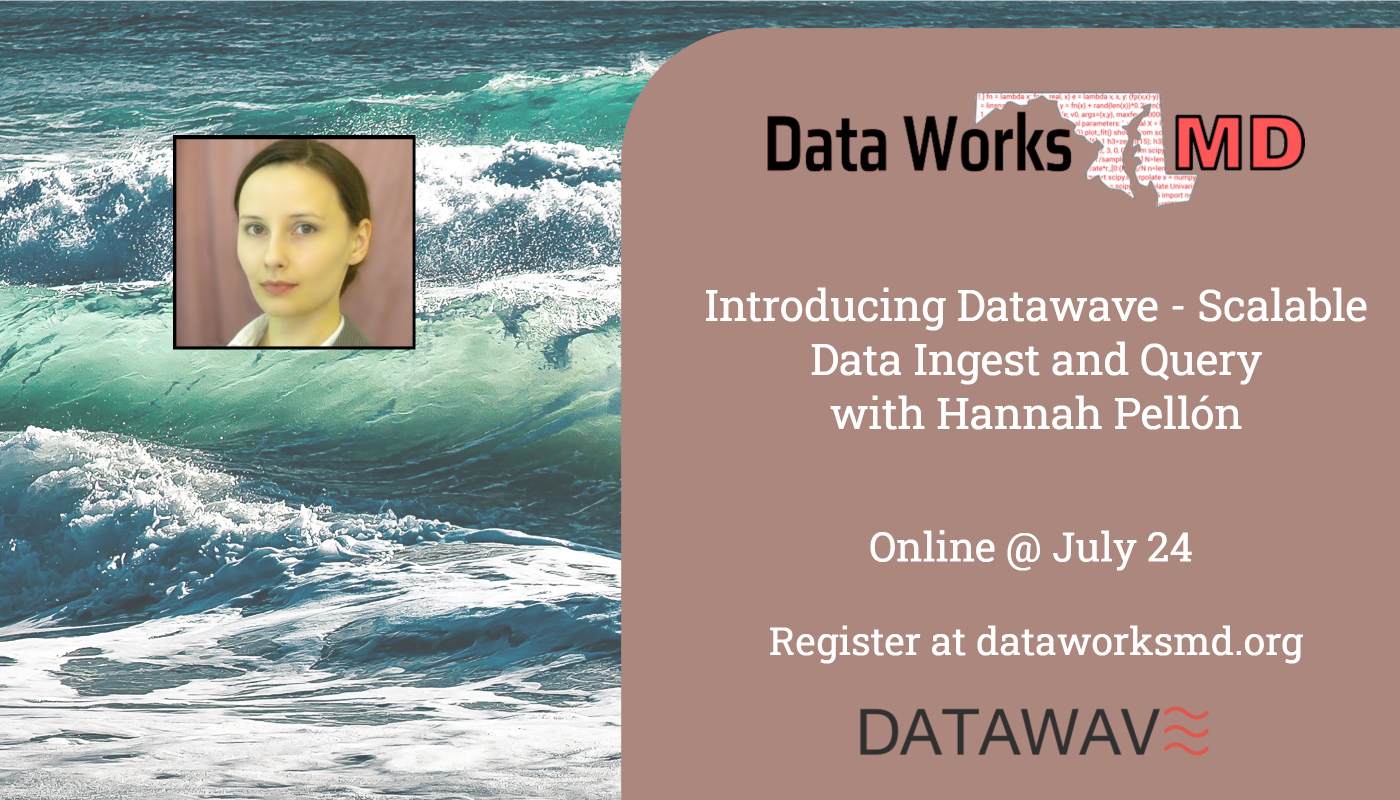 Data Works MD
Introducing Datawave - Scalable
Data Ingest and Query
with Hannah Pellón
Online @ July 24
Register at dataworksmd.org
DATAWAV